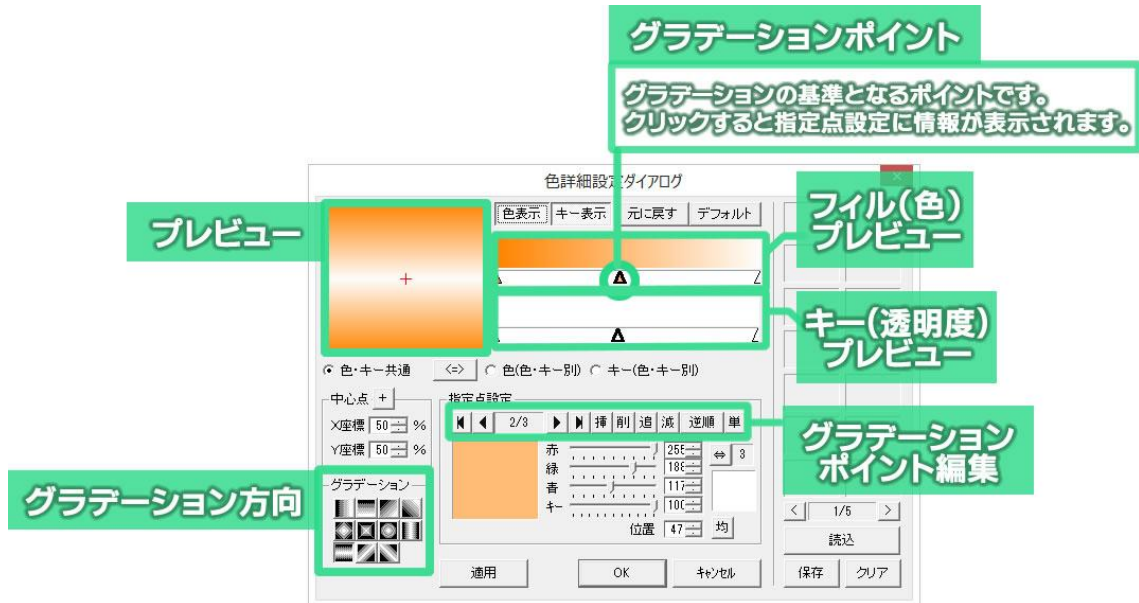 グラデーションポイント
グラデーションの基準となるポイントです。
クリックすると指定点設定に情報が表示されます。
色詳細設定ダイアログ
プレビュー
色表示 キー表示 元に戻す デフォルト
フィル(色)
プレビュー
キー(透明度)
プレビュー
色・キー共通 <=> 色(色・キー別) キー(色・キー別)
中心点 +
X座標 50 %
Y座標 50 %
指定点設定
2/3 挿 削 追 減 逆順 単
赤 255
緑 188
青 117
キー 100
⇔ 3
位置 47 均
グラデーション
ポイント編集
グラデーション方向
グラデーション
< 1/5 >
読込
保存 クリア
適用 OK キャンセル